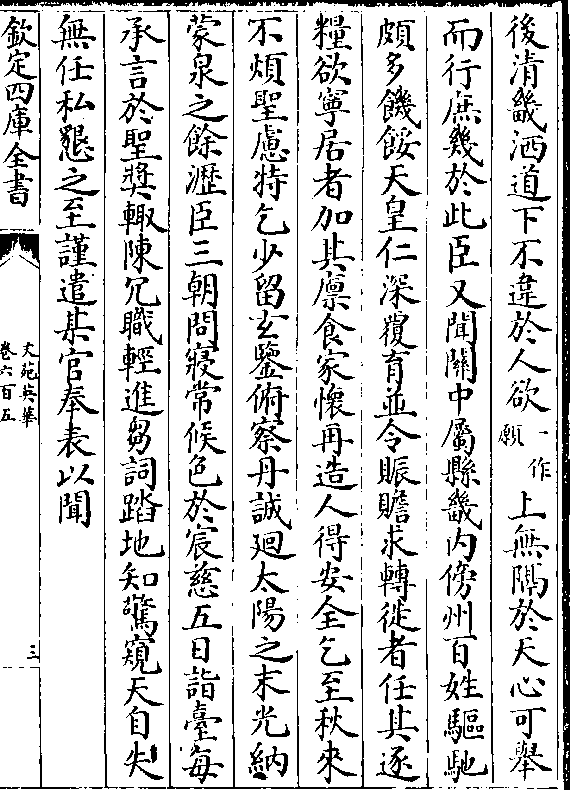 後清畿洒道下不違於人欲一作願上無隔於天心可舉
而行庶幾於此臣又聞關中屬縣畿内傍州百姓驅馳
頗多饑餒天皇仁深覆育並令賑贍求轉徙者任其逐
糧欲寧居者加其廪食家懷再造人得安全乞至秋來
不煩聖慮特乞少留玄鑒俯察丹誠廻太陽之末光納
蒙泉之餘瀝臣三朝問寢常候色於宸慈五日詣臺每
承言於聖奬輙陳冗職輕進芻詞踏地知驚窺天自失
無任私懇之至謹遣某官奉表以聞
欽定四庫全書
文苑英華
卷六百五
三